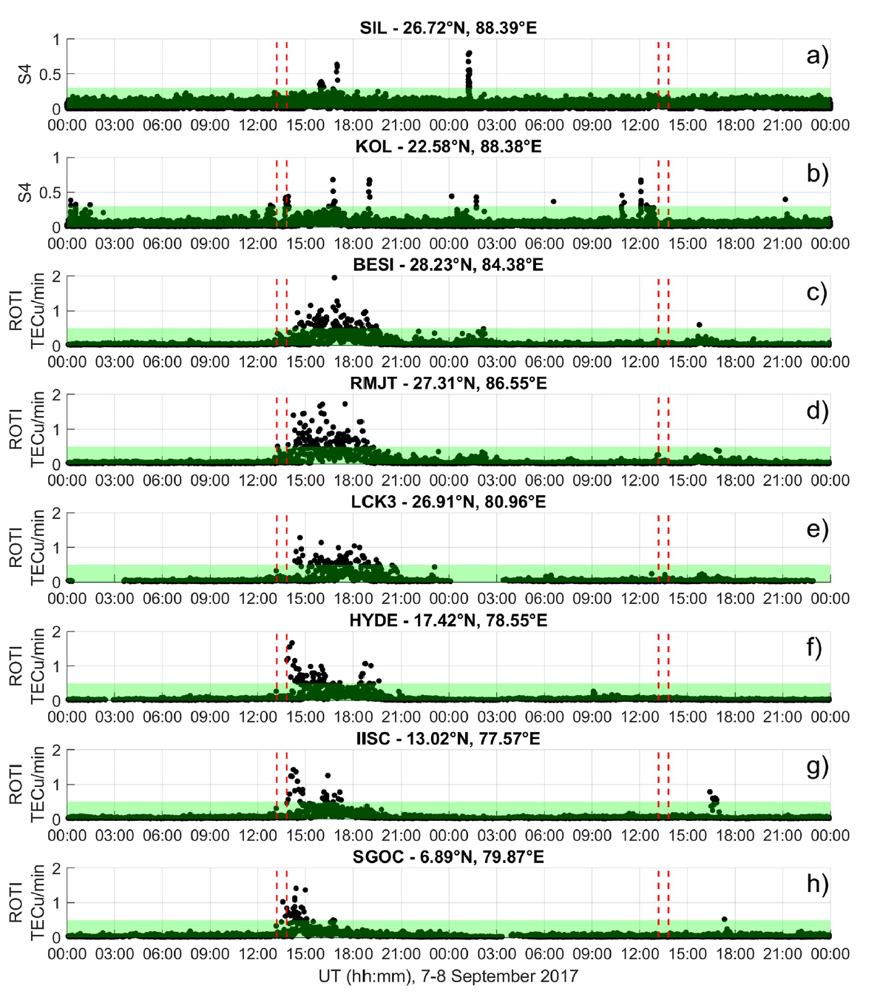 SIL - 26.72°N, 88.39°E
a)
S4
1
0.5
0
00:00 03:00 06:00 09:00 12:00 15:00 18:00 21:00 00:00 03:00 06:00 09:00 12:00 15:00 18:00 21:00 00:00
KOL - 22.58°N, 88.38°E
b)
S4
1
0.5
0
00:00 03:00 06:00 09:00 12:00 15:00 18:00 21:00 00:00 03:00 06:00 09:00 12:00 15:00 18:00 21:00 00:00
BESI - 28.23°N, 84.38°E
c)
ROTI
TECu/min
2
1
0
00:00 03:00 06:00 09:00 12:00 15:00 18:00 21:00 00:00 03:00 06:00 09:00 12:00 15:00 18:00 21:00 00:00
RMJT - 27.31°N, 86.55°E
d)
ROTI
TECu/min
2
1
0
00:00 03:00 06:00 09:00 12:00 15:00 18:00 21:00 00:00 03:00 06:00 09:00 12:00 15:00 18:00 21:00 00:00
LCK3 - 26.91°N, 80.96°E
e)
ROTI
TECu/min
2
1
0
00:00 03:00 06:00 09:00 12:00 15:00 18:00 21:00 00:00 03:00 06:00 09:00 12:00 15:00 18:00 21:00 00:00
HYDE - 17.42°N, 78.55°E
f)
ROTI
TECu/min
2
1
0
00:00 03:00 06:00 09:00 12:00 15:00 18:00 21:00 00:00 03:00 06:00 09:00 12:00 15:00 18:00 21:00 00:00
IISC - 13.02°N, 77.57°E
g)
ROTI
TECu/min
2
1
0
00:00 03:00 06:00 09:00 12:00 15:00 18:00 21:00 00:00 03:00 06:00 09:00 12:00 15:00 18:00 21:00 00:00
SGOC - 6.89°N, 79.87°E
h)
ROTI
TECu/min
2
1
0
00:00 03:00 06:00 09:00 12:00 15:00 18:00 21:00 00:00 03:00 06:00 09:00 12:00 15:00 18:00 21:00 00:00
UT (hh:mm), 7-8 September 2017